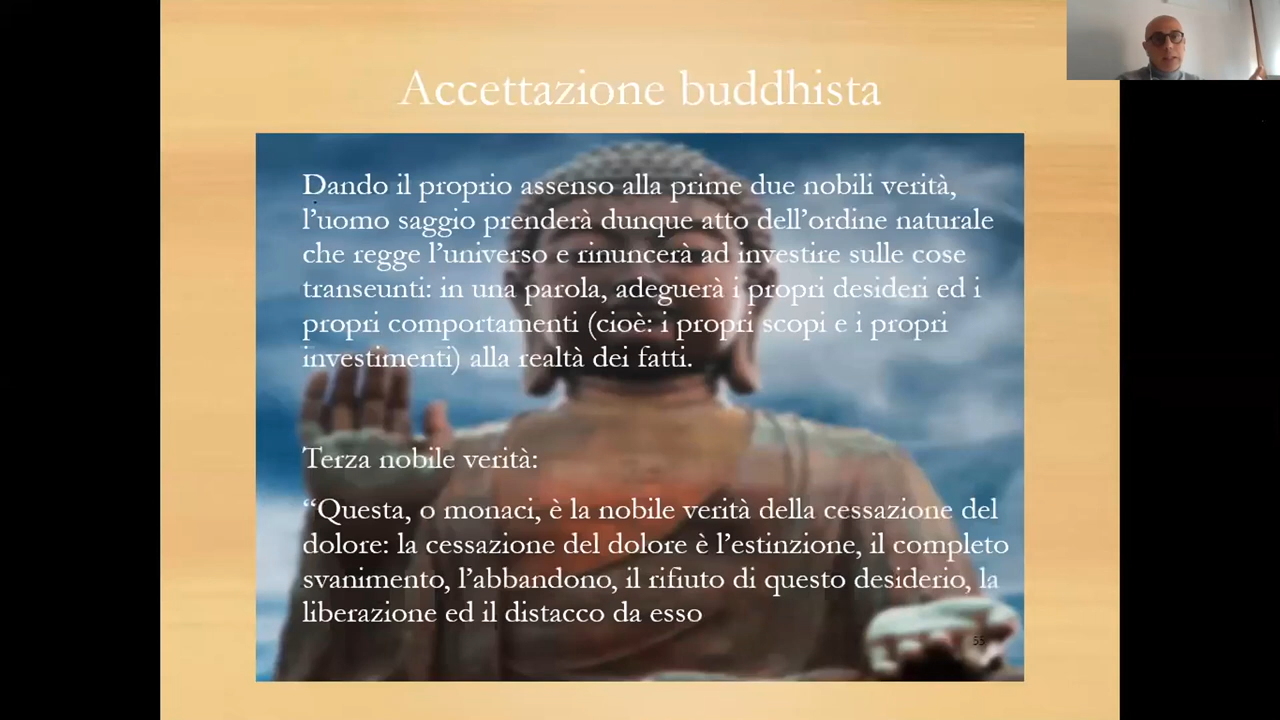 Accettazione buddhista
Dando il proprio assenso alla prime due nobili verità,
l’uomo saggio prenderà dunque atto dell’ordine naturale
che regge l’universo e rinuncerà ad investire sulle cose
transeunti: in una parola, adeguerà i propri desideri ed i
propri comportamenti (cioè: i propri scopi e i propri
investimenti) alla realtà dei fatti.
Terza nobile verità:
“Questa, o monaci, è la nobile verità della cessazione del
dolore: la cessazione del dolore è l’estinzione, il completo
svanimento, l’abbandono, il rifiuto di questo desiderio, la
liberazione ed il distacco da esso
55